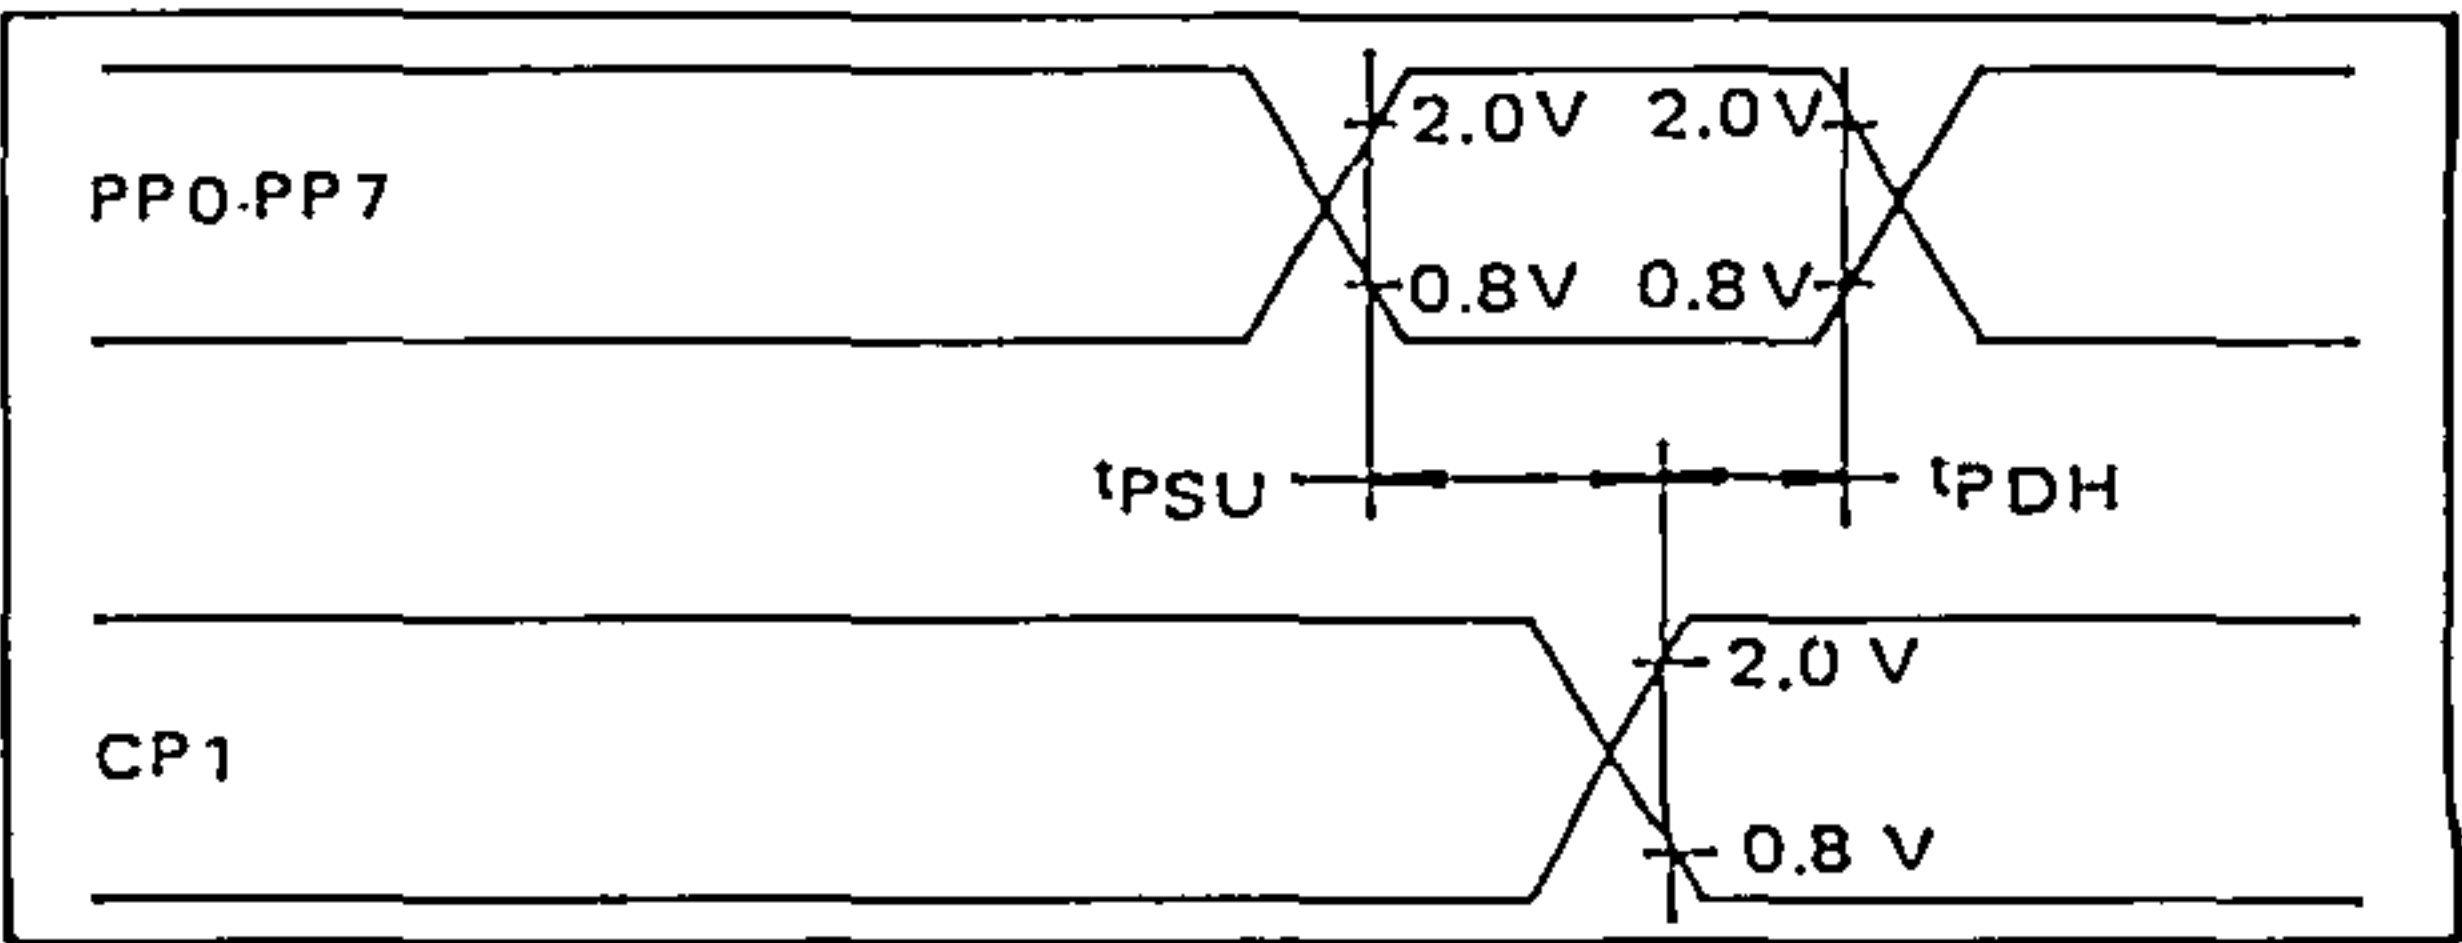 2.0V 2.0V
PP0-PP7
0.8V 0.8V
tPSU tPDH
2.0 V
CP1
0.8 V